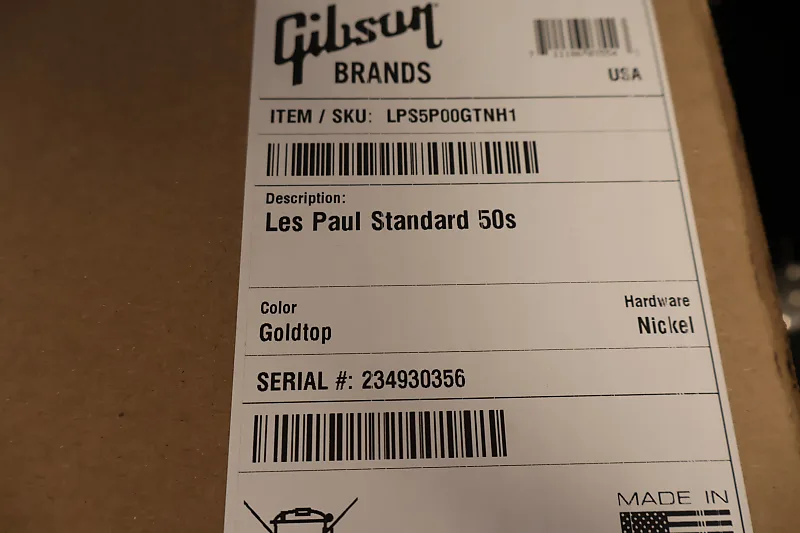 Gibson
BRANDS
USA
ITEM / SKU: LPS5P00GTNH1
Description:
Les Paul Standard 50s
Color
Hardware
Goldtop
Nickel
SERIAL #: 234930356
MADE IN